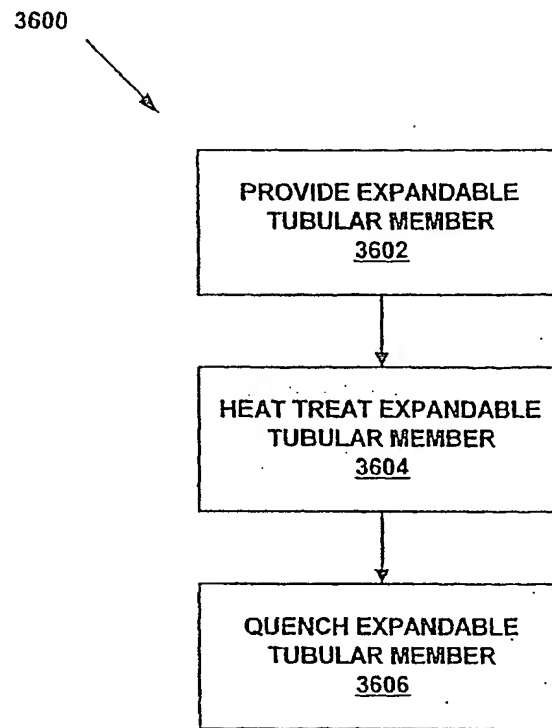 3600
PROVIDE EXPANDABLE
TUBULAR MEMBER
3602
HEAT TREAT EXPANDABLE
TUBULAR MEMBER
3604
QUENCH EXPANDABLE
TUBULAR MEMBER
3606